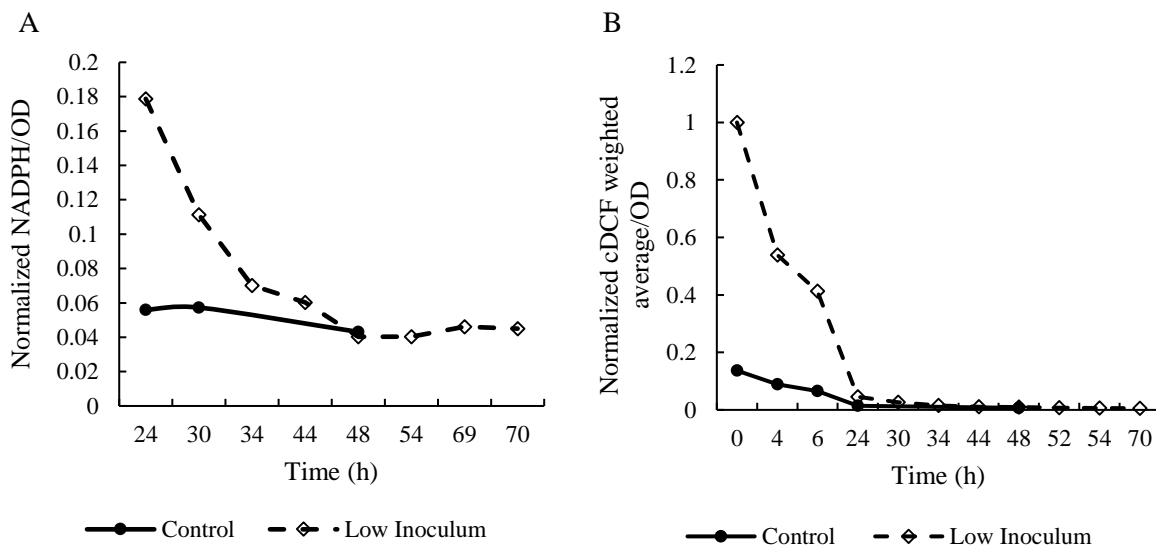 A
Normalized NADPH/OD
0.2
0.18
0.16
0.14
0.12
0.1
0.08
0.06
0.04
0.02
0
24 30 34 44 48 54 69 70
Time (h)
Control Low Inoculum
B
Normalized cDCF weighted
average/OD
1.2
1
0.8
0.6
0.4
0.2
0
0 4 6 24 30 34 44 48 52 54 70
Time (h)
Control Low Inoculum